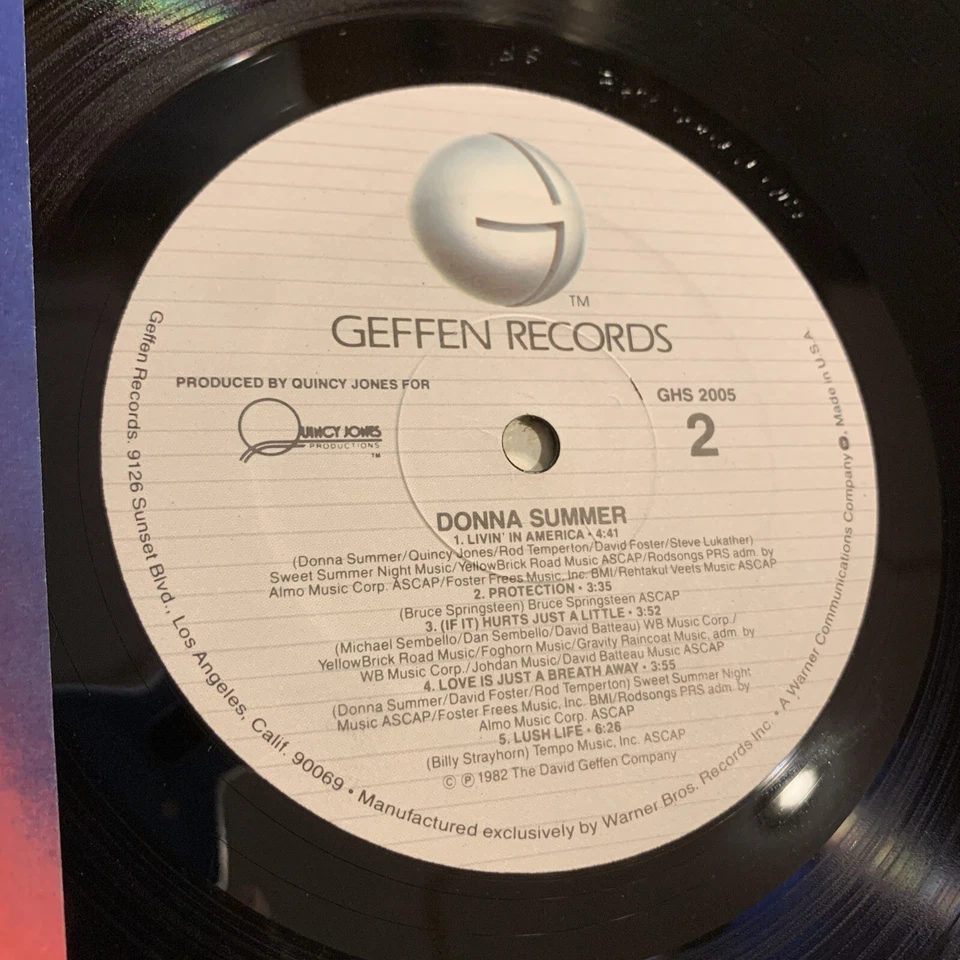 TM
GEFFEN RECORDS
PRODUCED BY QUINCY JONES FOR
QUINCY JONES
PRODUCTIONS
TM
GHS 2005
2
DONNA SUMMER
1. LIVIN' IN AMERICA • 4:41
(Donna Summer/Quincy Jones/Rod Temperton/David Foster/Steve Lukather)
Sweet Summer Night Music/YellowBrick Road Music ASCAP/Rodsongs PRS adm. by
Almo Music Corp. ASCAP/Foster Frees Music, Inc. BMI/Rehtakul Veets Music ASCAP
2. PROTECTION • 3:35
(Bruce Springsteen) Bruce Springsteen ASCAP
3. (IF IT) HURTS JUST A LITTLE • 3:52
(Michael Sembello/Dan Sembello/David Batteau) WB Music Corp./
YellowBrick Road Music/Foghorn Music/Gravity Raincoat Music, adm. by
WB Music Corp./Johdan Music/David Batteau Music ASCAP
4. LOVE IS JUST A BREATH AWAY • 3:55
(Donna Summer/David Foster/Rod Temperton) Sweet Summer Night
Music ASCAP/Foster Frees Music, Inc. BMI/Rodsongs PRS adm. by
Almo Music Corp. ASCAP
5. LUSH LIFE • 6:26
(Billy Strayhorn) Tempo Music, Inc. ASCAP
© ℗ 1982 The David Geffen Company
Geffen Records. 9126 Sunset Blvd., Los Angeles, Calif. 90069 • Manufactured exclusively by Warner Bros. Records Inc. • A Warner Communications Company. Made in U.S.A.